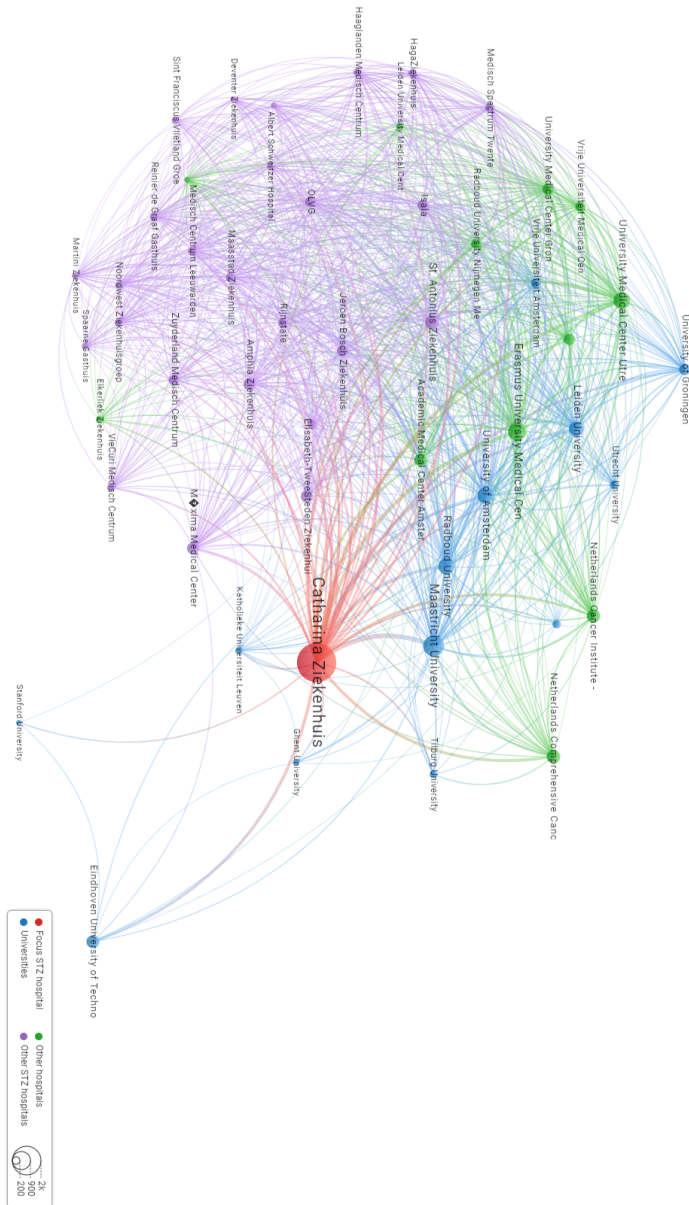 University of Groningen
University Medical Center Utre
Vrije Universiteit Medical Cen
University Medical Center Gron
Vrije Universiteit Amsterdam
Medisch Spectrum Twente
Radboud University Nijmegen Me
HagaZiekenhuis
Leiden University Medical Cent
Isala
Haaglanden Medisch Centrum
OLVG
Albert Schweitzer Hospital
Deventer Ziekenhuis
Sint Franciscus Vlietland Groe
Medisch Centrum Leeuwarden
Reinier de Graaf Gasthuis
Maasstad Ziekenhuis
Martini Ziekenhuis
Noordwest Ziekenhuisgroep
Spaarne Gasthuis
Zuyderland Medisch Centrum
Rijnstate
Jeroen Bosch Ziekenhuis
St. Antonius Ziekenhuis
Amphia Ziekenhuis
Elkerliek Ziekenhuis
VieCuri Medisch Centrum
Elisabeth-TweeSteden Ziekenhui
Academic Medical Center Amster
Erasmus University Medical Cen
Leiden University
Utrecht University
University of Amsterdam
Radboud University
Netherlands Cancer Institute -
M�xima Medical Center
Maastricht University
Catharina Ziekenhuis
Katholieke Universiteit Leuven
Netherlands Comprehensive Canc
Tilburg University
Ghent University
Stanford University
Eindhoven University of Techno
Focus STZ hospital
Other hospitals
Universities
Other STZ hospitals
2k
900
200